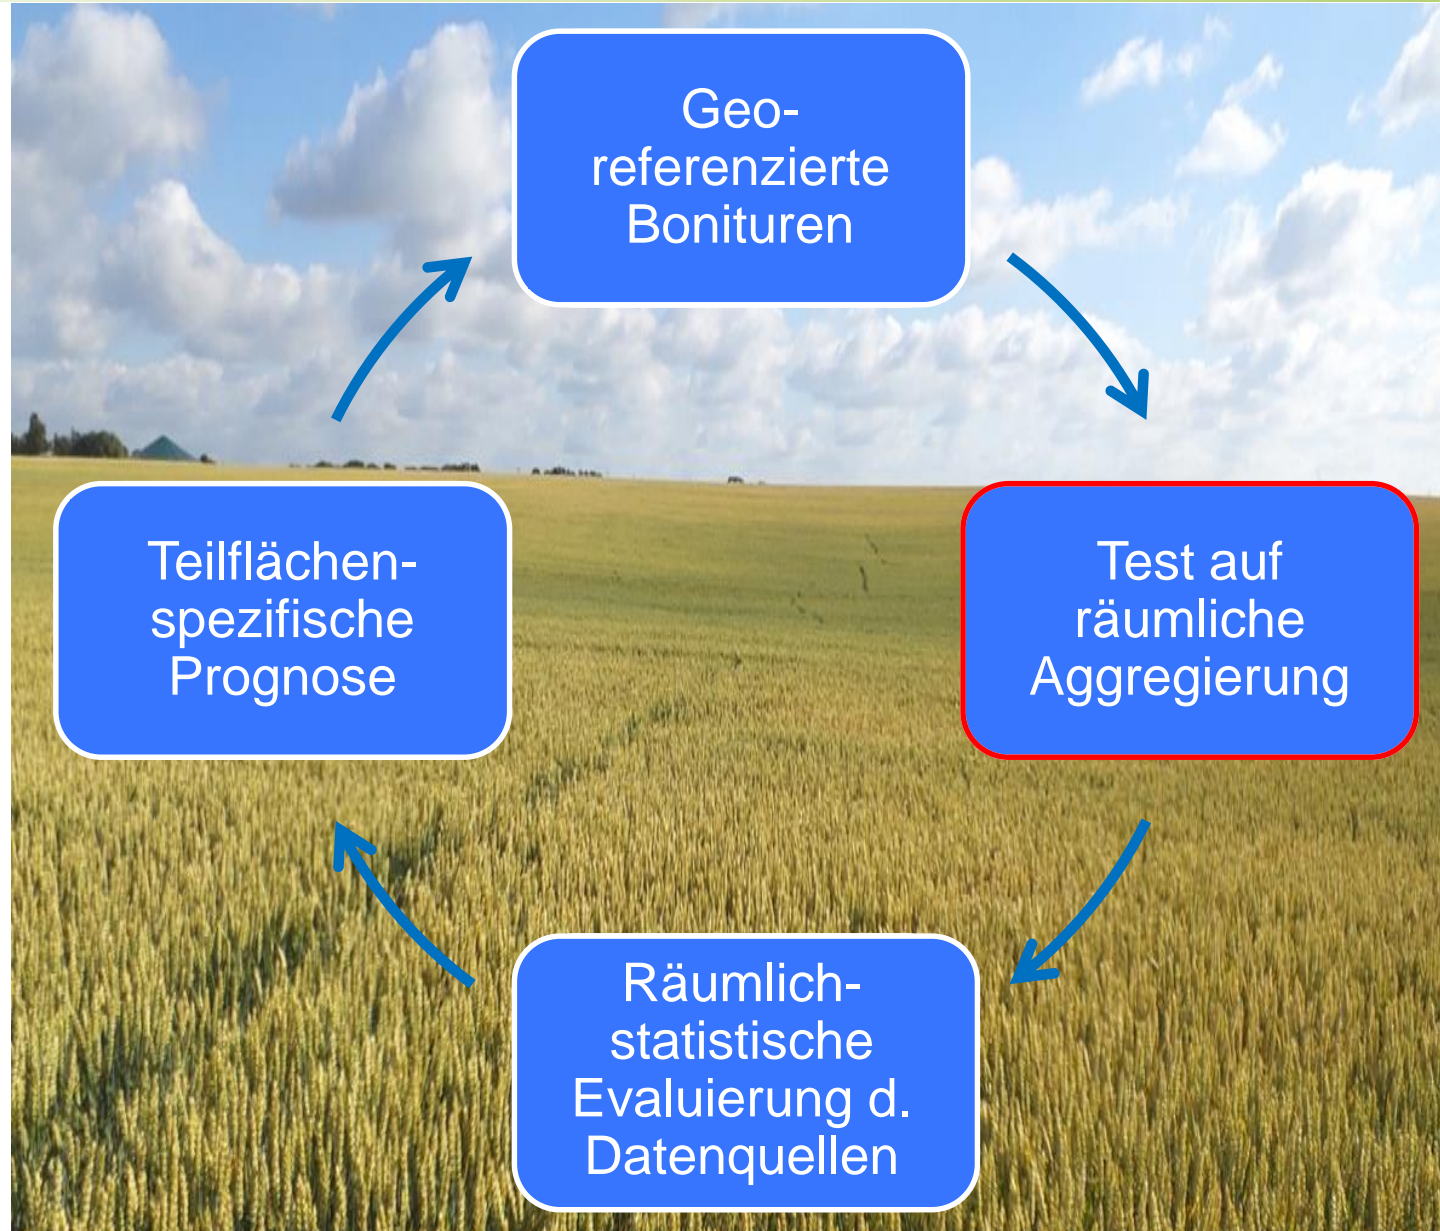 Geo-
referenzierte
Bonituren
Teilflächen-
spezifische
Prognose
Test auf
räumliche
Aggregierung
Räumlich-
statistische
Evaluierung d.
Datenquellen